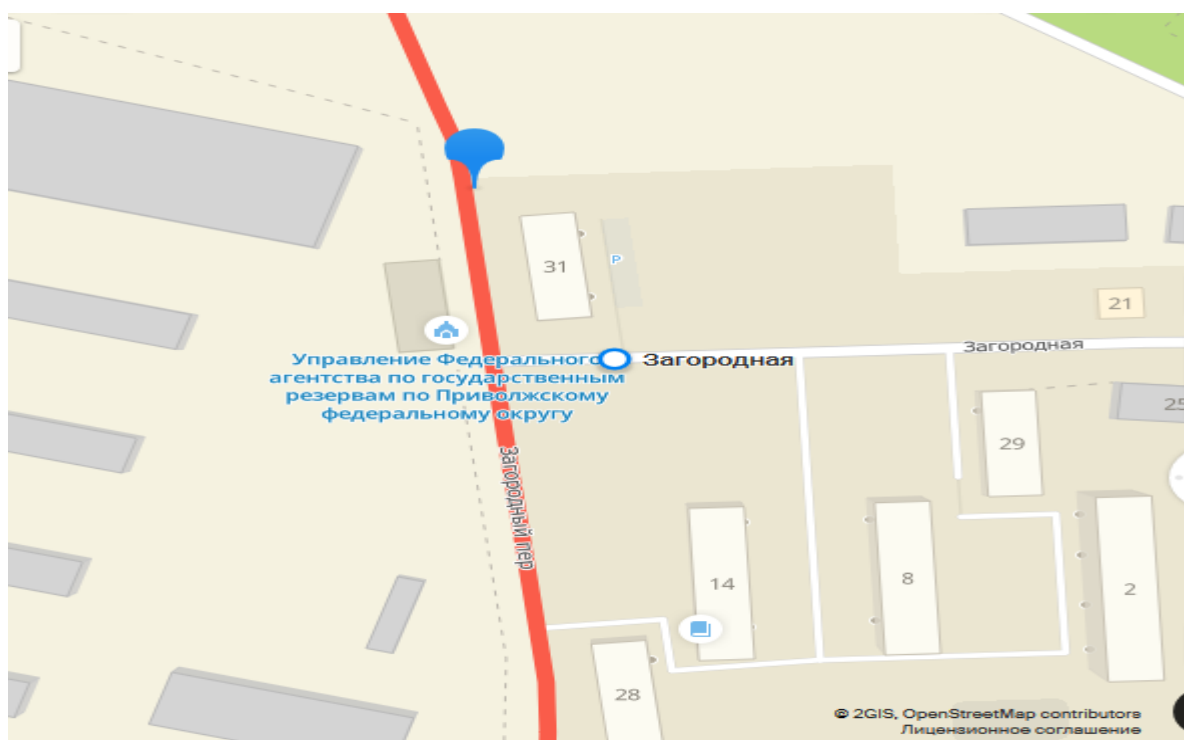 31
P
21
Загородная
Управление Федерального
агентства по государственным
резервам по Приволжскому
федеральному округу
Загородная
25
29
Загородный пер
14
8
2
28
© 2GIS, OpenStreetMap contributors
Лицензионное соглашение